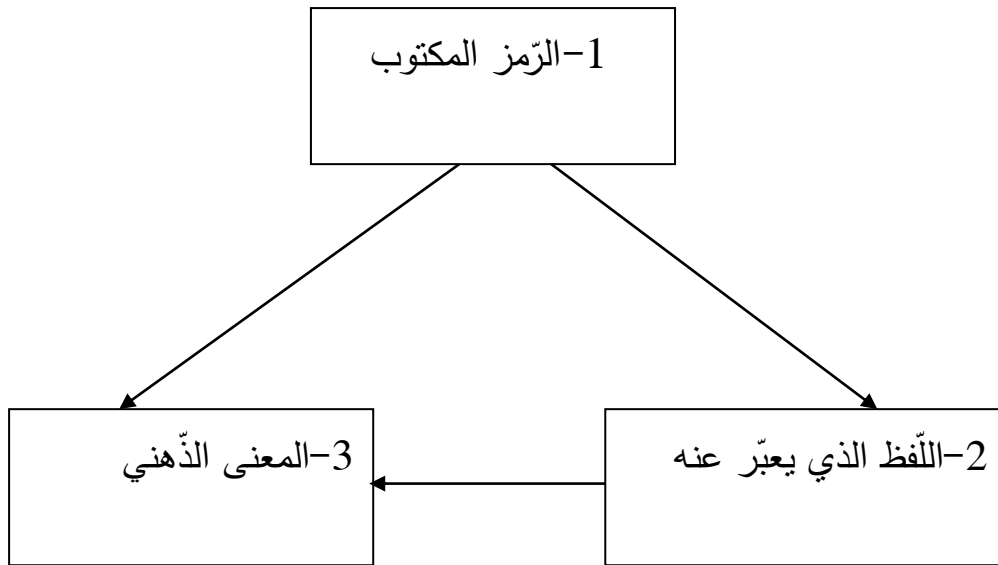 1-الرّمز المكتوب
2-اللّفظ الذي يعبّر عنه
3-المعنى الذّهني